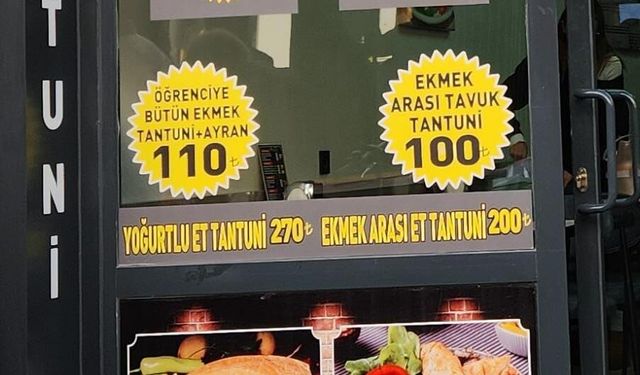 TUNİ
ÖĞRENCİYE
BÜTÜN EKMEK
TANTUNİ+AYRAN
110₺
EKMEK
ARASI TAVUK
TANTUNİ
100₺
YOĞURTLU ET TANTUNİ 270₺
EKMEK ARASI ET TANTUNİ 200₺